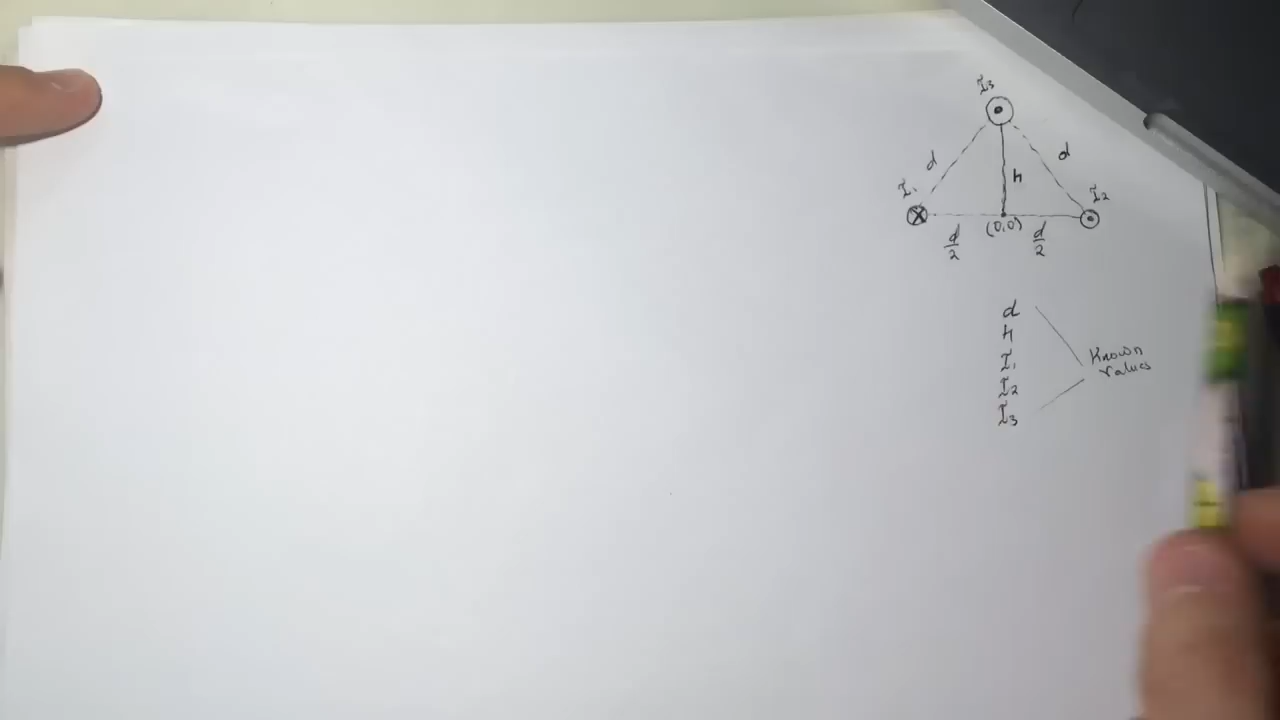 I₃
d
d
h
I₁
I₂
d/2
(0,0)
d/2
d
h
I₁
I₂
I₃
Known
values